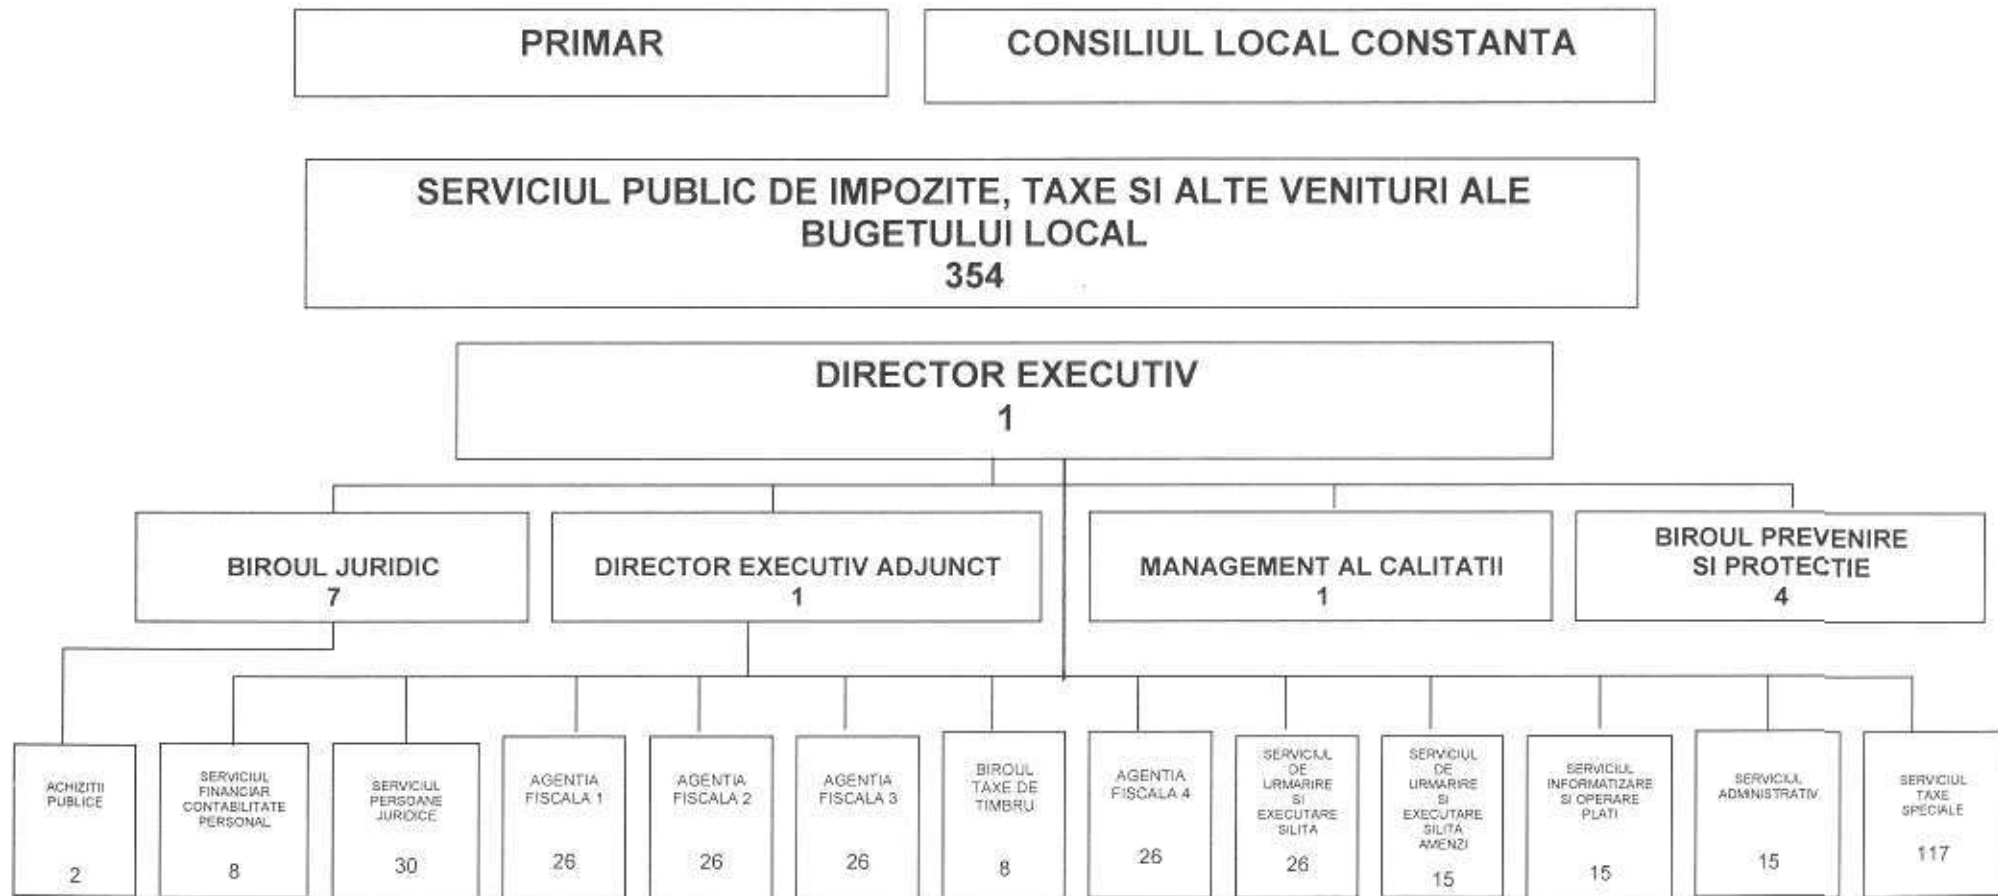 PRIMAR
CONSILIUL LOCAL CONSTANTA
SERVICIUL PUBLIC DE IMPOZITE, TAXE SI ALTE VENITURI ALE
BUGETULUI LOCAL
354
DIRECTOR EXECUTIV
1
BIROUL JURIDIC
7
DIRECTOR EXECUTIV ADJUNCT
1
MANAGEMENT AL CALITATII
1
BIROUL PREVENIRE
SI PROTECTIE
4
ACHIZITII
PUBLICE
2
SERVICIUL
FINANCIAR
CONTABILITATE
PERSONAL
8
SERVICIUL
PERSOANE
JURIDICE
30
AGENTIA
FISCALA 1
26
AGENTIA
FISCALA 2
26
AGENTIA
FISCALA 3
26
BIROUL
TAXE DE
TIMBRU
8
AGENTIA
FISCALA 4
26
SERVICIUL
DE
URMARIRE
SI
EXECUTARE
SILITA
26
SERVICIUL
DE
URMARIRE
SI
EXECUTARE
SILITA
AMENZI
15
SERVICIUL
INFORMATIZARE
SI OPERARE
PLATI
15
SERVICIUL
ADMINISTRATIV
15
SERVICIUL
TAXE
SPECIALE
117